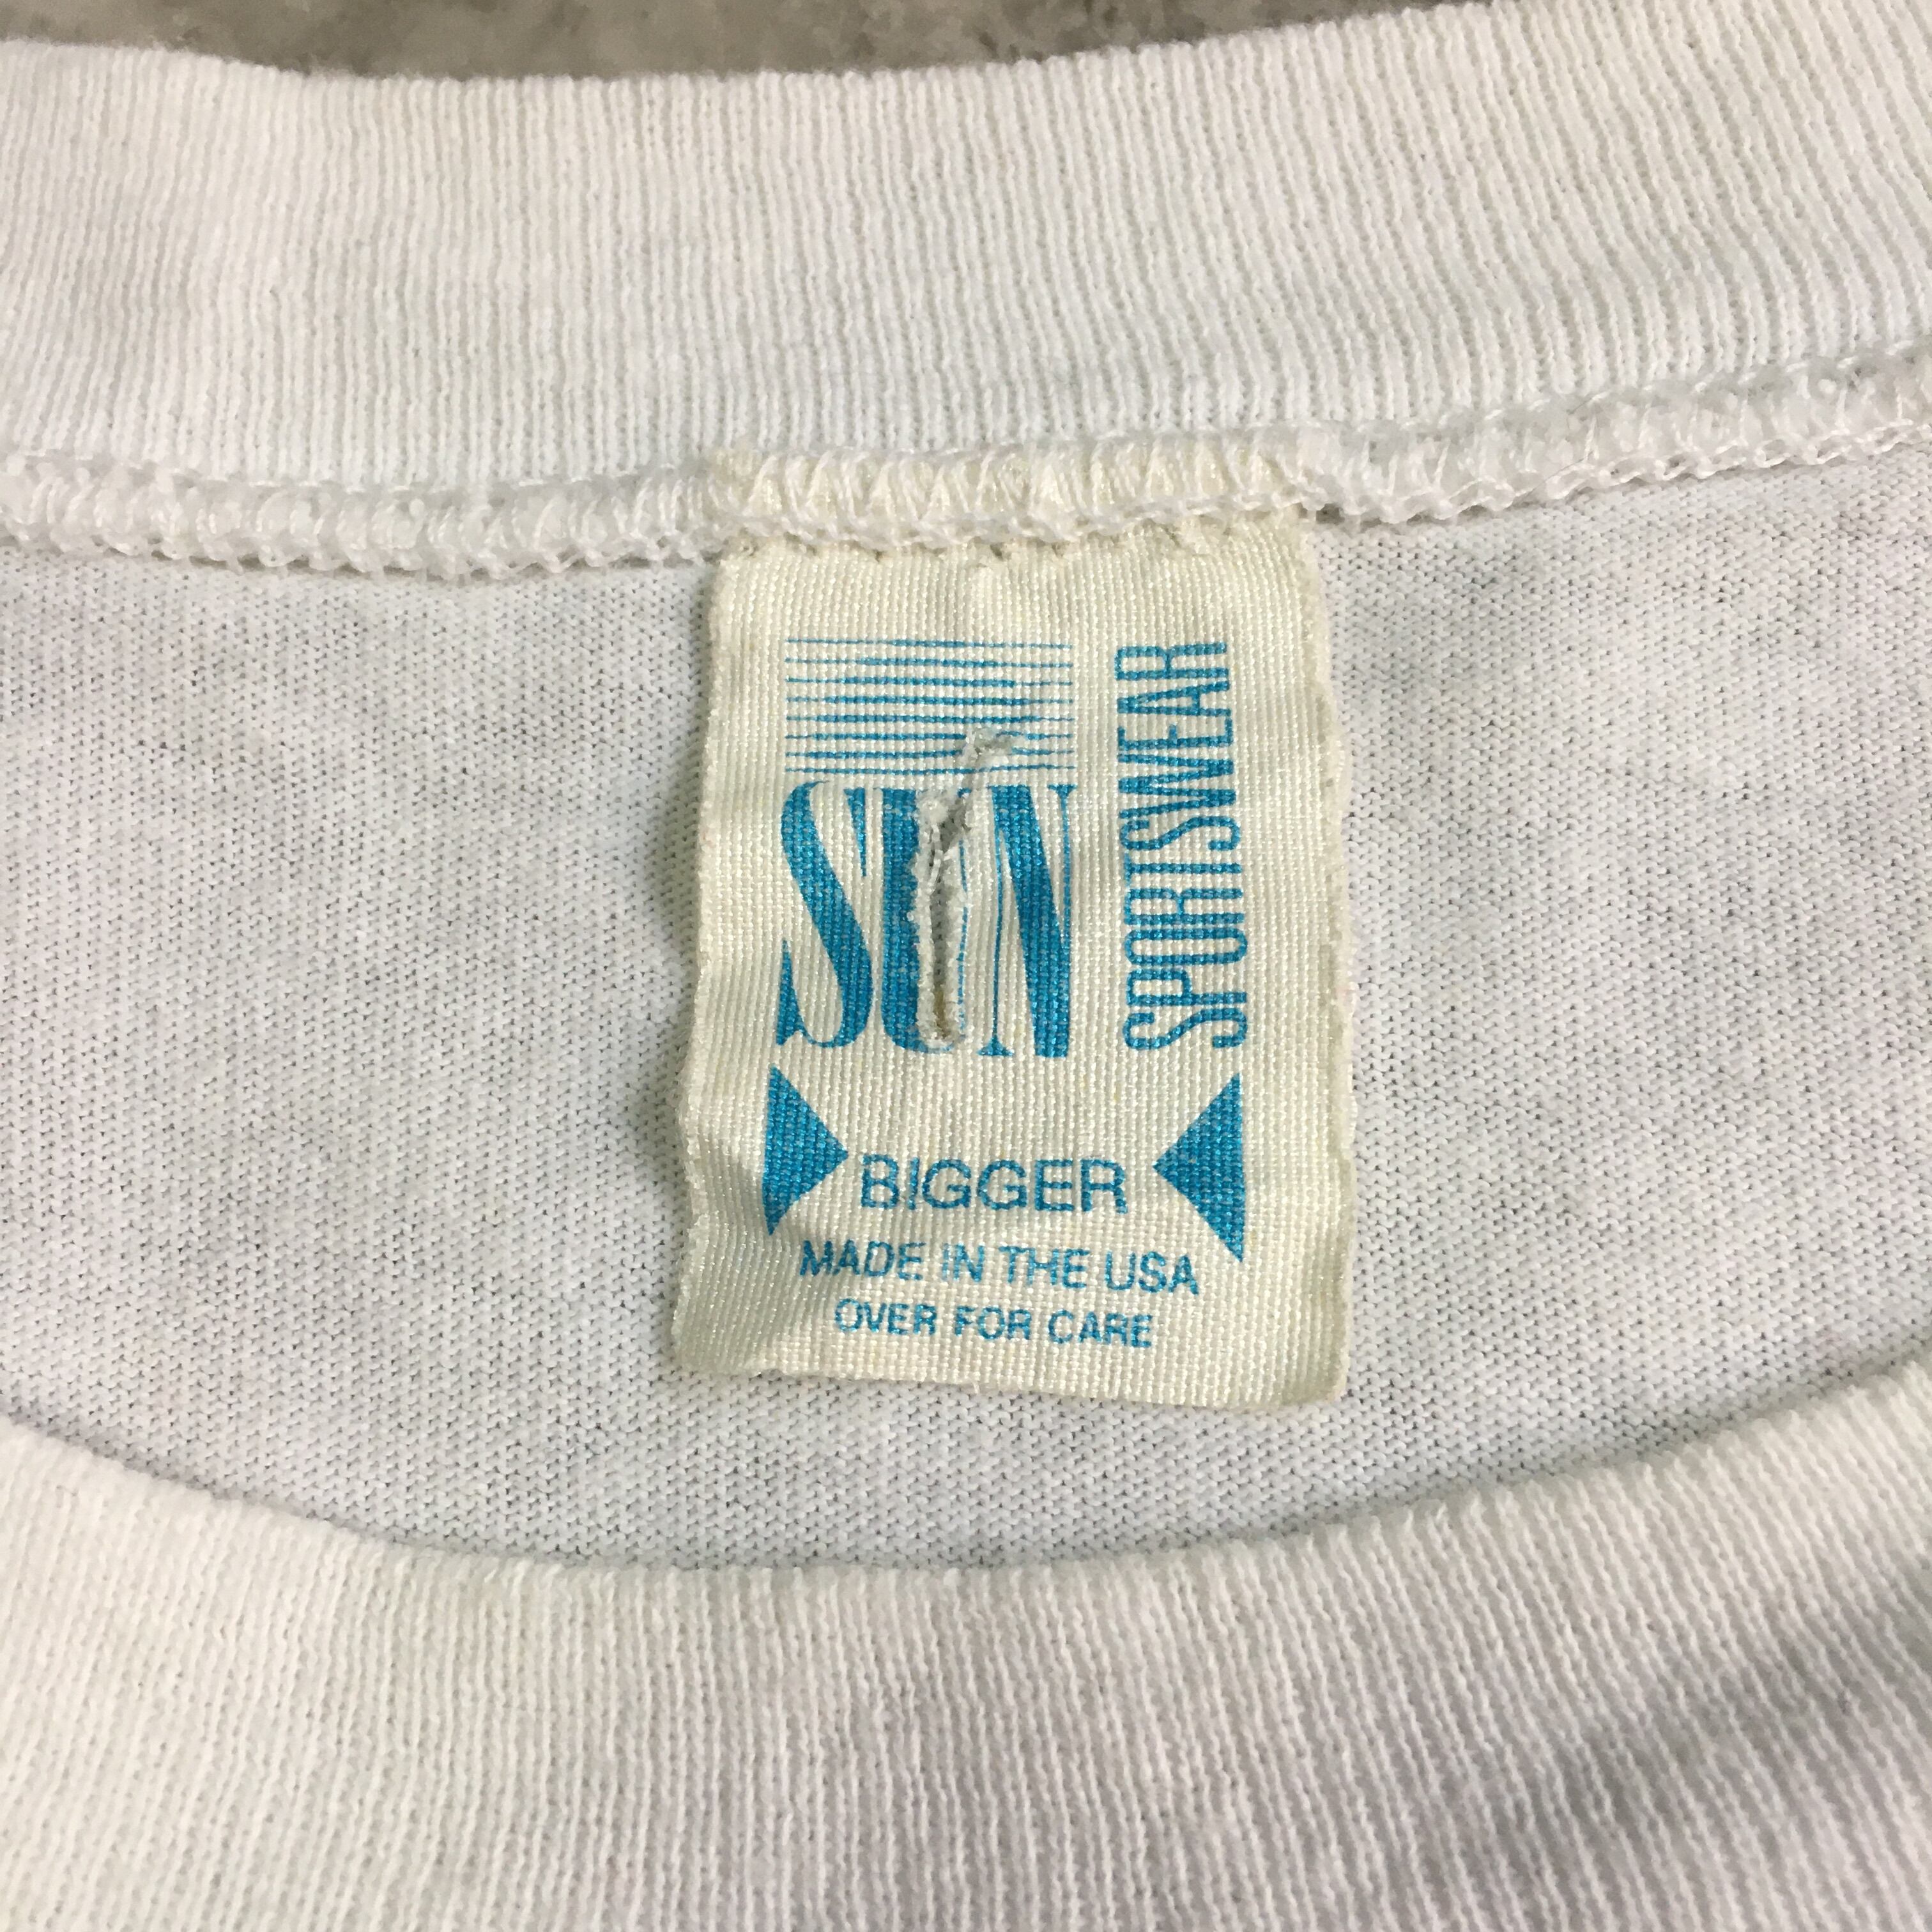 SUN
SPORTSWEAR
BIGGER
MADE IN THE USA
OVER FOR CARE